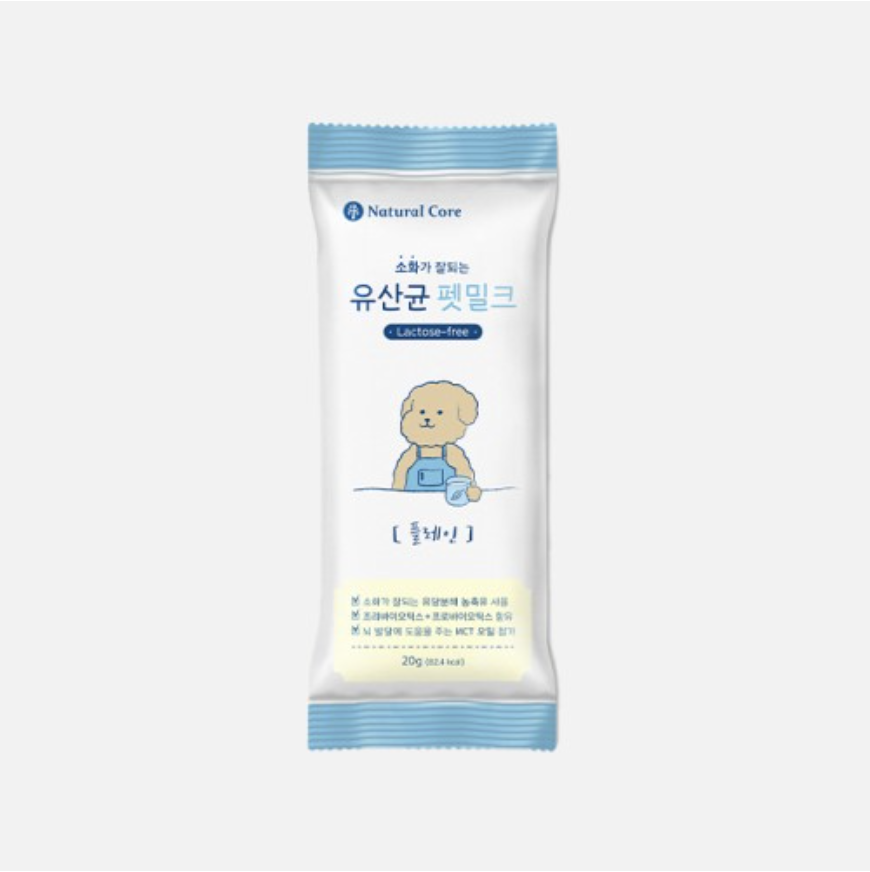 Natural Core
소화가 잘되는
유산균 펫밀크
· Lactose-free ·
[ 플레인 ]
소화가 잘되는 유당분해 농축유 사용
프리바이오틱스 + 프로바이오틱스 함유
뇌 발달에 도움을 주는 MCT 오일 첨가
20g (82.4 kcal)